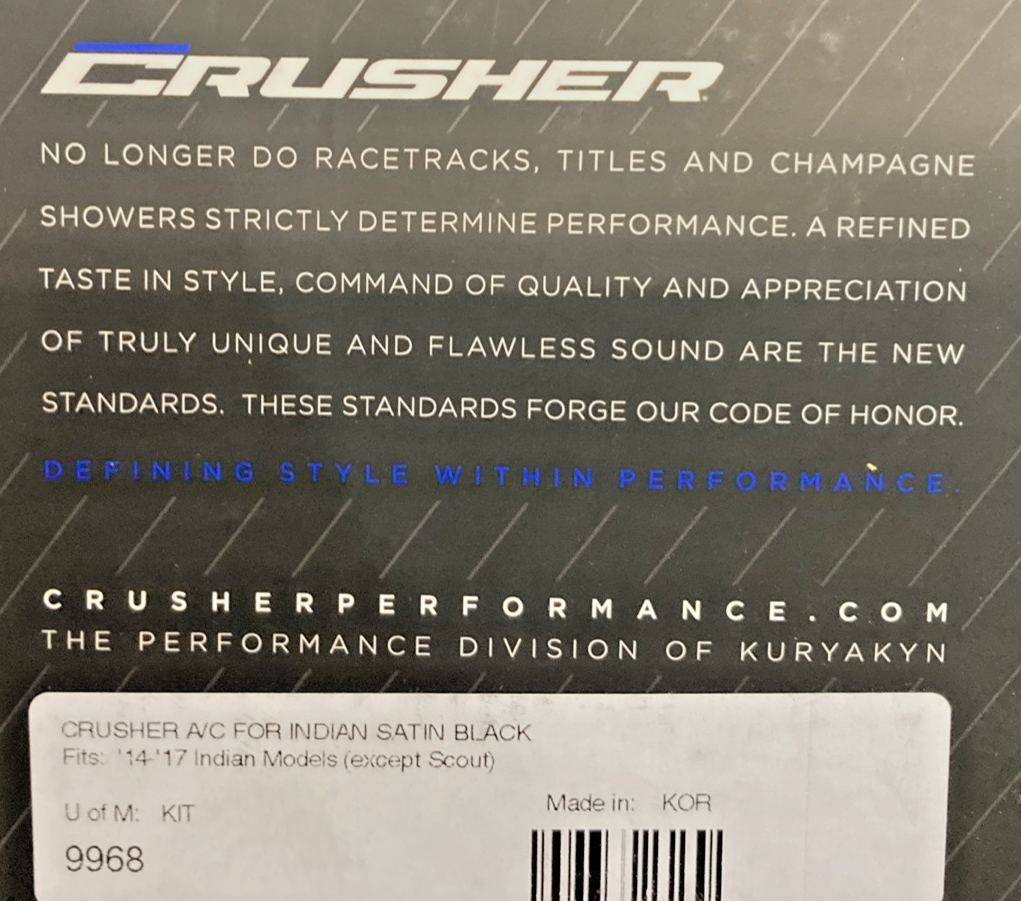 CRUSHER
NO LONGER DO RACETRACKS, TITLES AND CHAMPAGNE
SHOWERS STRICTLY DETERMINE PERFORMANCE. A REFINED
TASTE IN STYLE, COMMAND OF QUALITY AND APPRECIATION
OF TRULY UNIQUE AND FLAWLESS SOUND ARE THE NEW
STANDARDS. THESE STANDARDS FORGE OUR CODE OF HONOR.
DEFINING STYLE WITHIN PERFORMANCE.
CRUSHERPERFORMANCE.COM
THE PERFORMANCE DIVISION OF KURYAKYN
CRUSHER A/C FOR INDIAN SATIN BLACK
Fits: '14-'17 Indian Models (except Scout)
U of M: KIT
Made in: KOR
9968